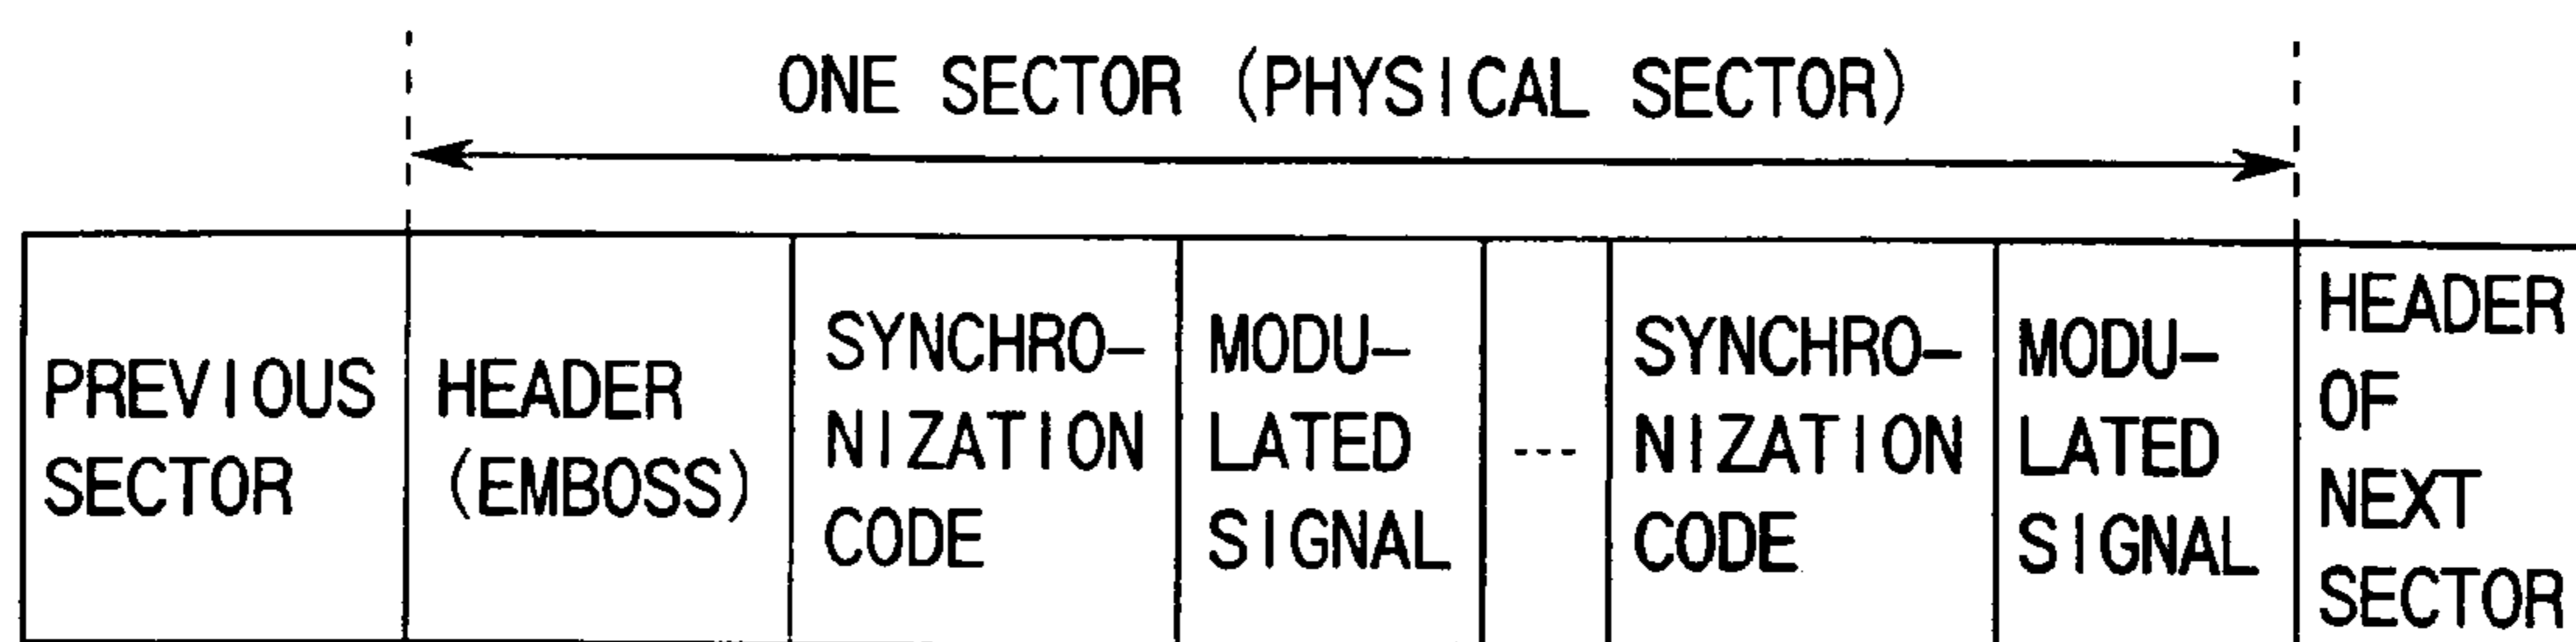 ONE SECTOR (PHYSICAL SECTOR)
PREVIOUS
SECTOR
HEADER
(EMBOSS)
SYNCHRO–
NIZATION
CODE
MODU–
LATED
SIGNAL
---
SYNCHRO–
NIZATION
CODE
MODU–
LATED
SIGNAL
HEADER
OF
NEXT
SECTOR